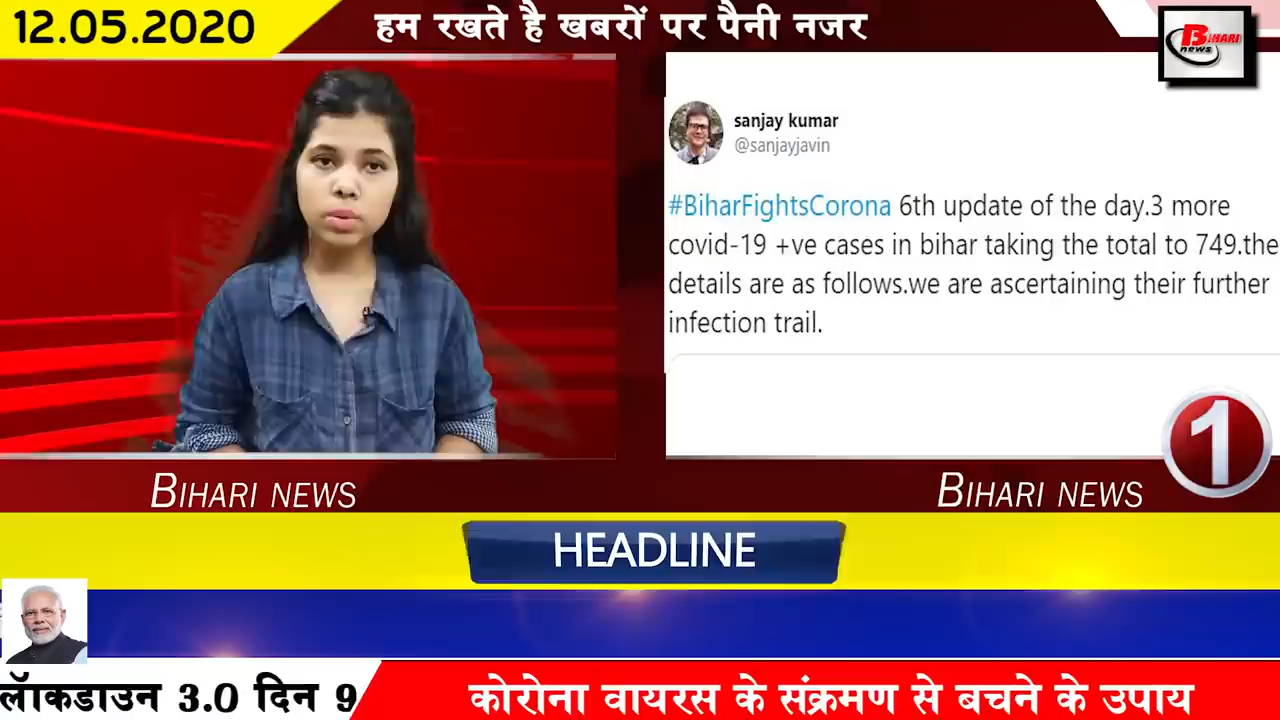 12.05.2020
हम रखते है खबरों पर पैनी नजर
BIHARI
news
sanjay kumar
@sanjayjavin
#BiharFightsCorona 6th update of the day.3 more
covid-19 +ve cases in bihar taking the total to 749.the
details are as follows.we are ascertaining their further
infection trail.
1
BIHARI NEWS
BIHARI NEWS
HEADLINE
लॅाकडाउन 3.0 दिन 9
कोरोना वायरस के संक्रमण से बचने के उपाय